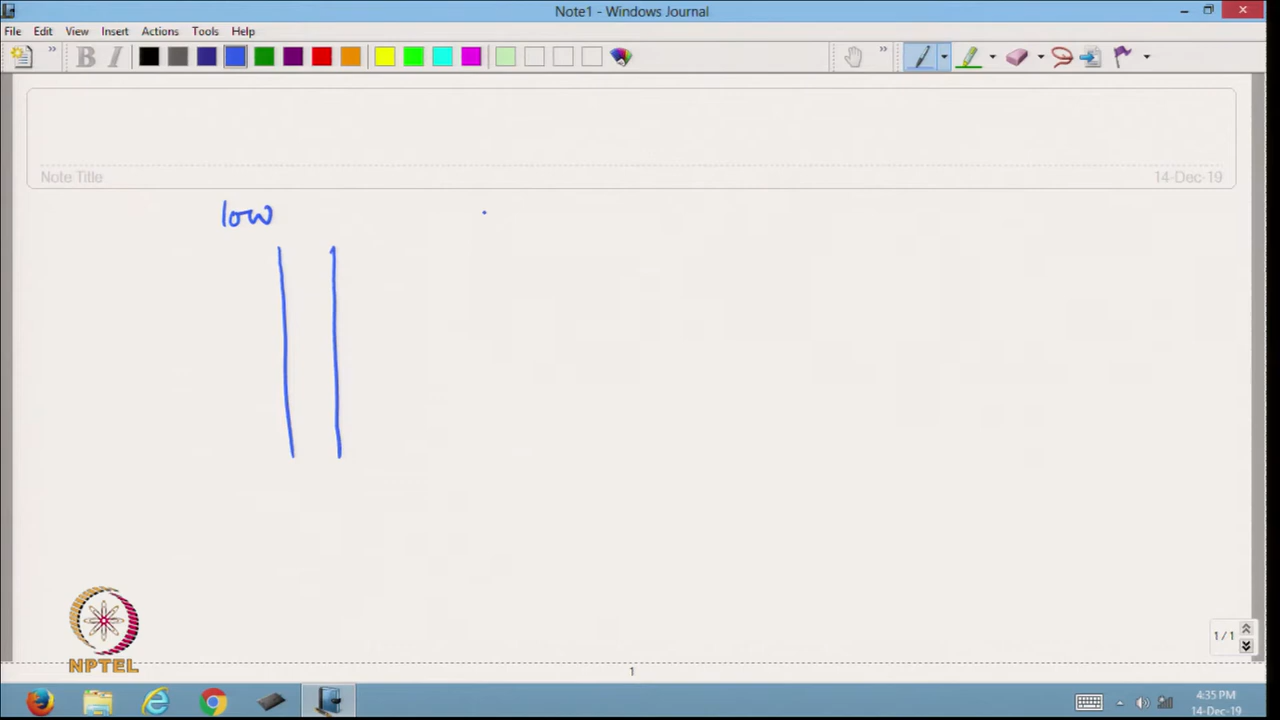 Note1 - Windows Journal
File Edit View Insert Actions Tools Help
B I
Note Title
14-Dec-19
low
NPTEL
1 / 1
1
4:35 PM
14-Dec-19